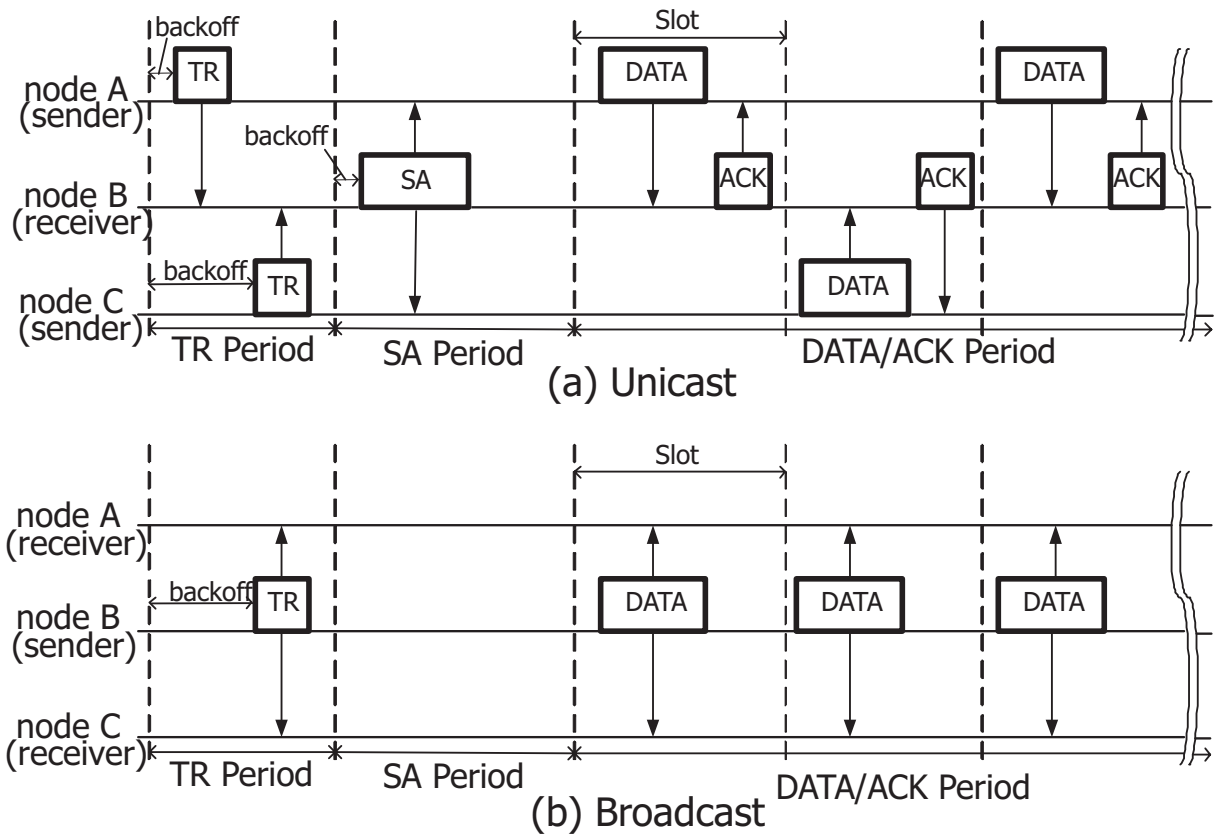 backoff
Slot
TR
DATA
DATA
node A
(sender)
backoff
SA
ACK
ACK
ACK
node B
(receiver)
backoff
TR
DATA
node C
(sender)
TR Period
SA Period
DATA/ACK Period
(a) Unicast
Slot
node A
(receiver)
backoff
TR
DATA
DATA
DATA
node B
(sender)
node C
(receiver)
TR Period
SA Period
DATA/ACK Period
(b) Broadcast